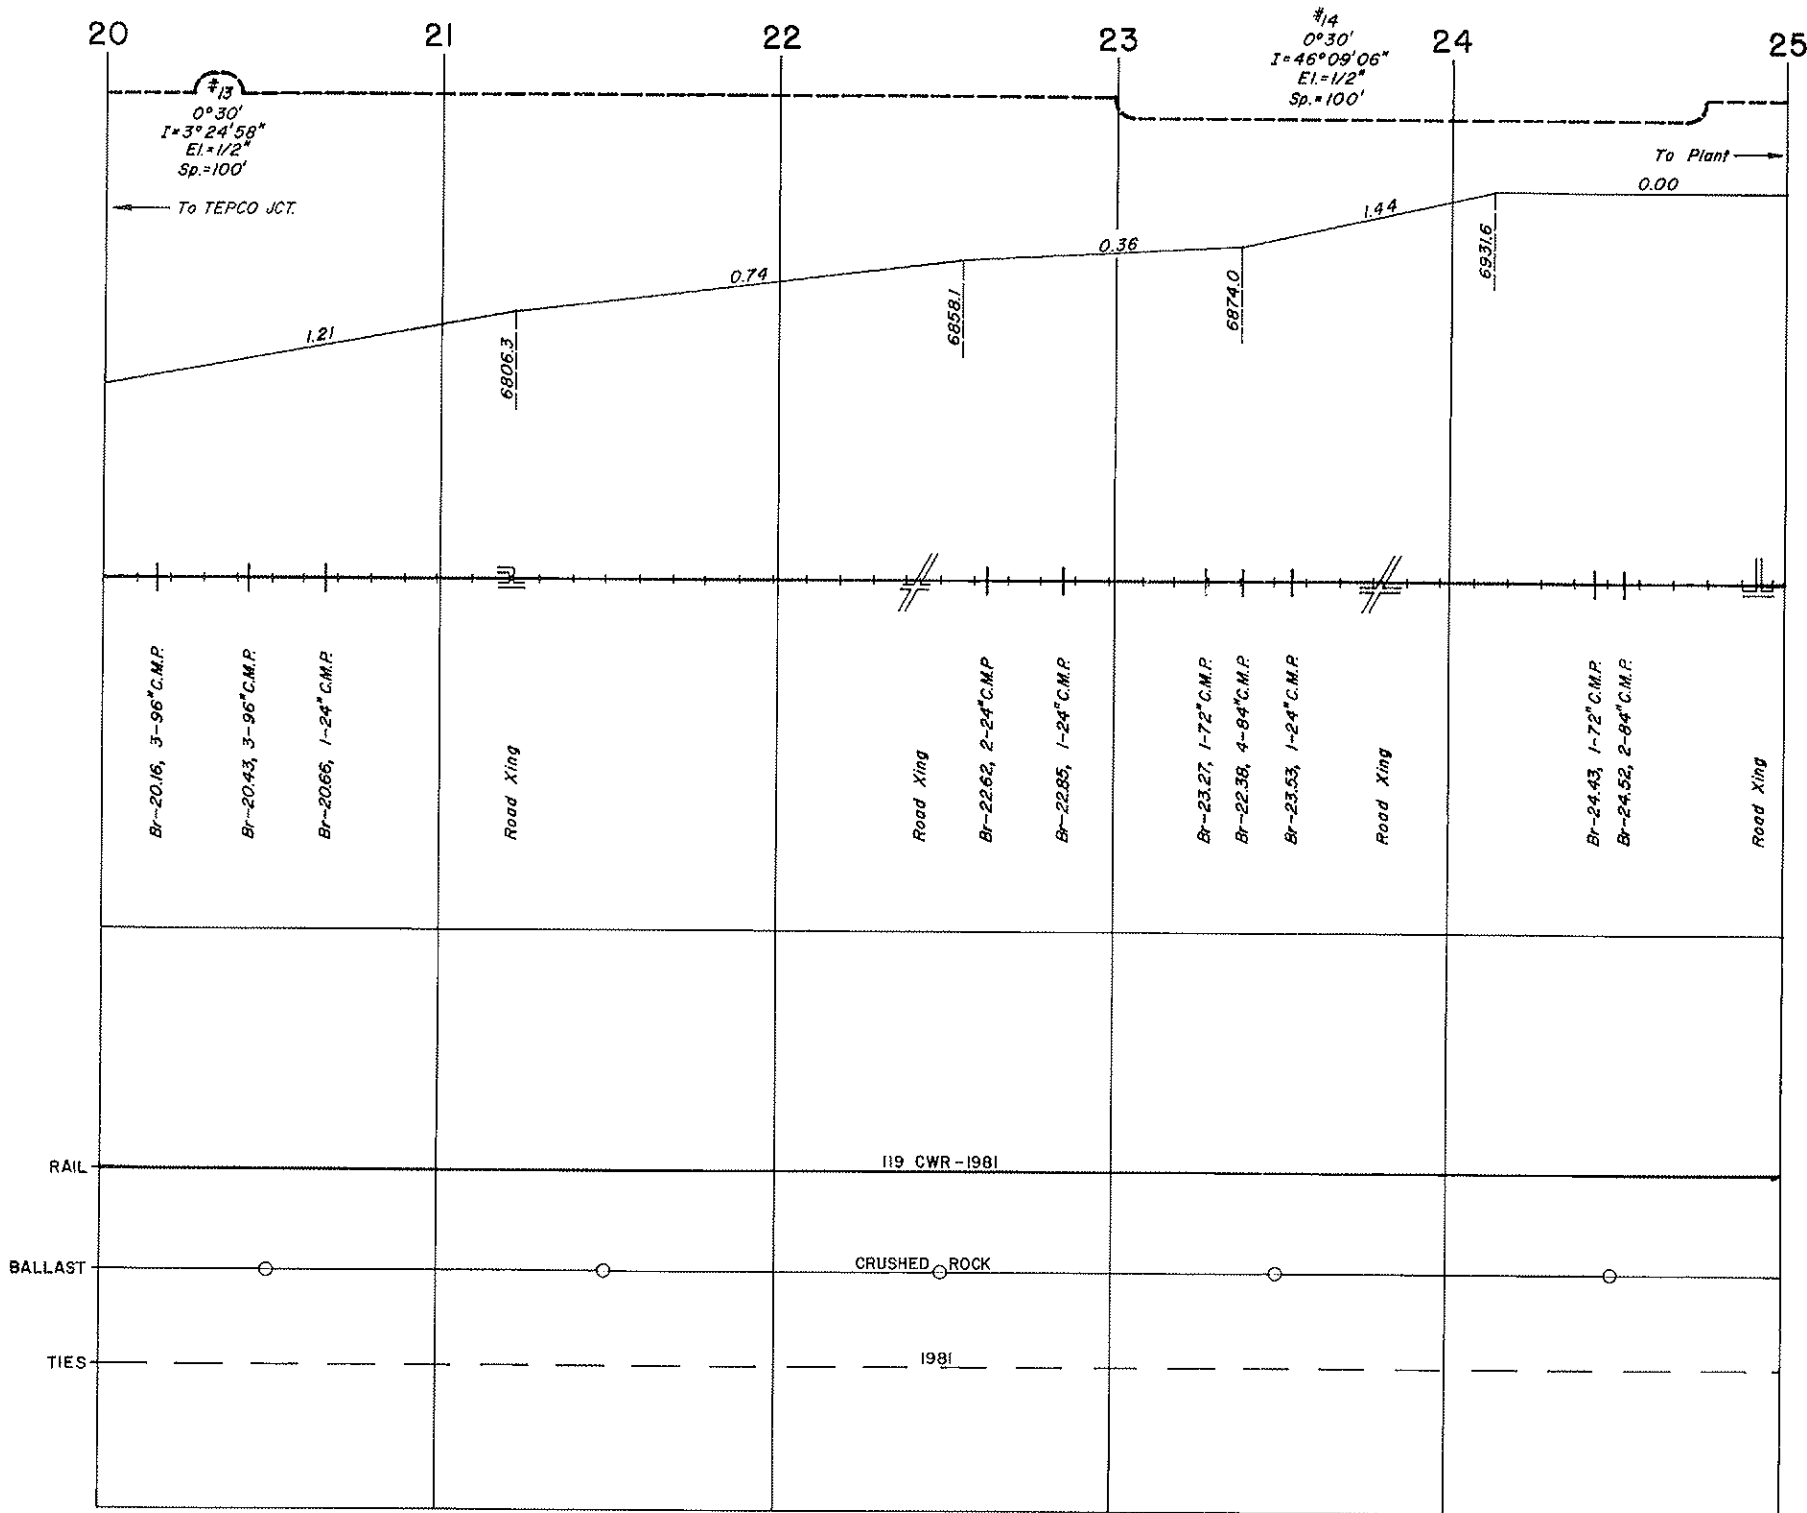 20 21 22 23 24 25
#13
0°30'
I=3°24'58"
El.=1/2"
Sp.=100'
#14
0°30'
I=46°09'06"
El.=1/2"
Sp.=100'
To TEPCO JCT.
To Plant
1.21
0.74
0.36
1.44
0.00
6806.3
6858.1
6874.0
6931.6
Br-20.16, 3-96" C.M.P.
Br-20.43, 3-96" C.M.P.
Br-20.66, 1-24" C.M.P.
Road Xing
Road Xing
Br-22.62, 2-24" C.M.P.
Br-22.85, 1-24" C.M.P.
Br-23.27, 1-72" C.M.P.
Br-22.38, 4-84" C.M.P.
Br-23.53, 1-24" C.M.P.
Road Xing
Br-24.43, 1-72" C.M.P.
Br-24.52, 2-84" C.M.P.
Road Xing
RAIL
119 CWR-1981
BALLAST
CRUSHED ROCK
TIES
1981